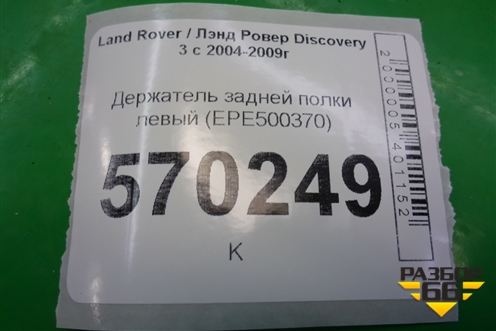 Land Rover / Лэнд Ровер Discovery
3 с 2004-2009г
Держатель задней полки
левый (EPE500370)
570249
К
2000005401152
РАЗБОР
66